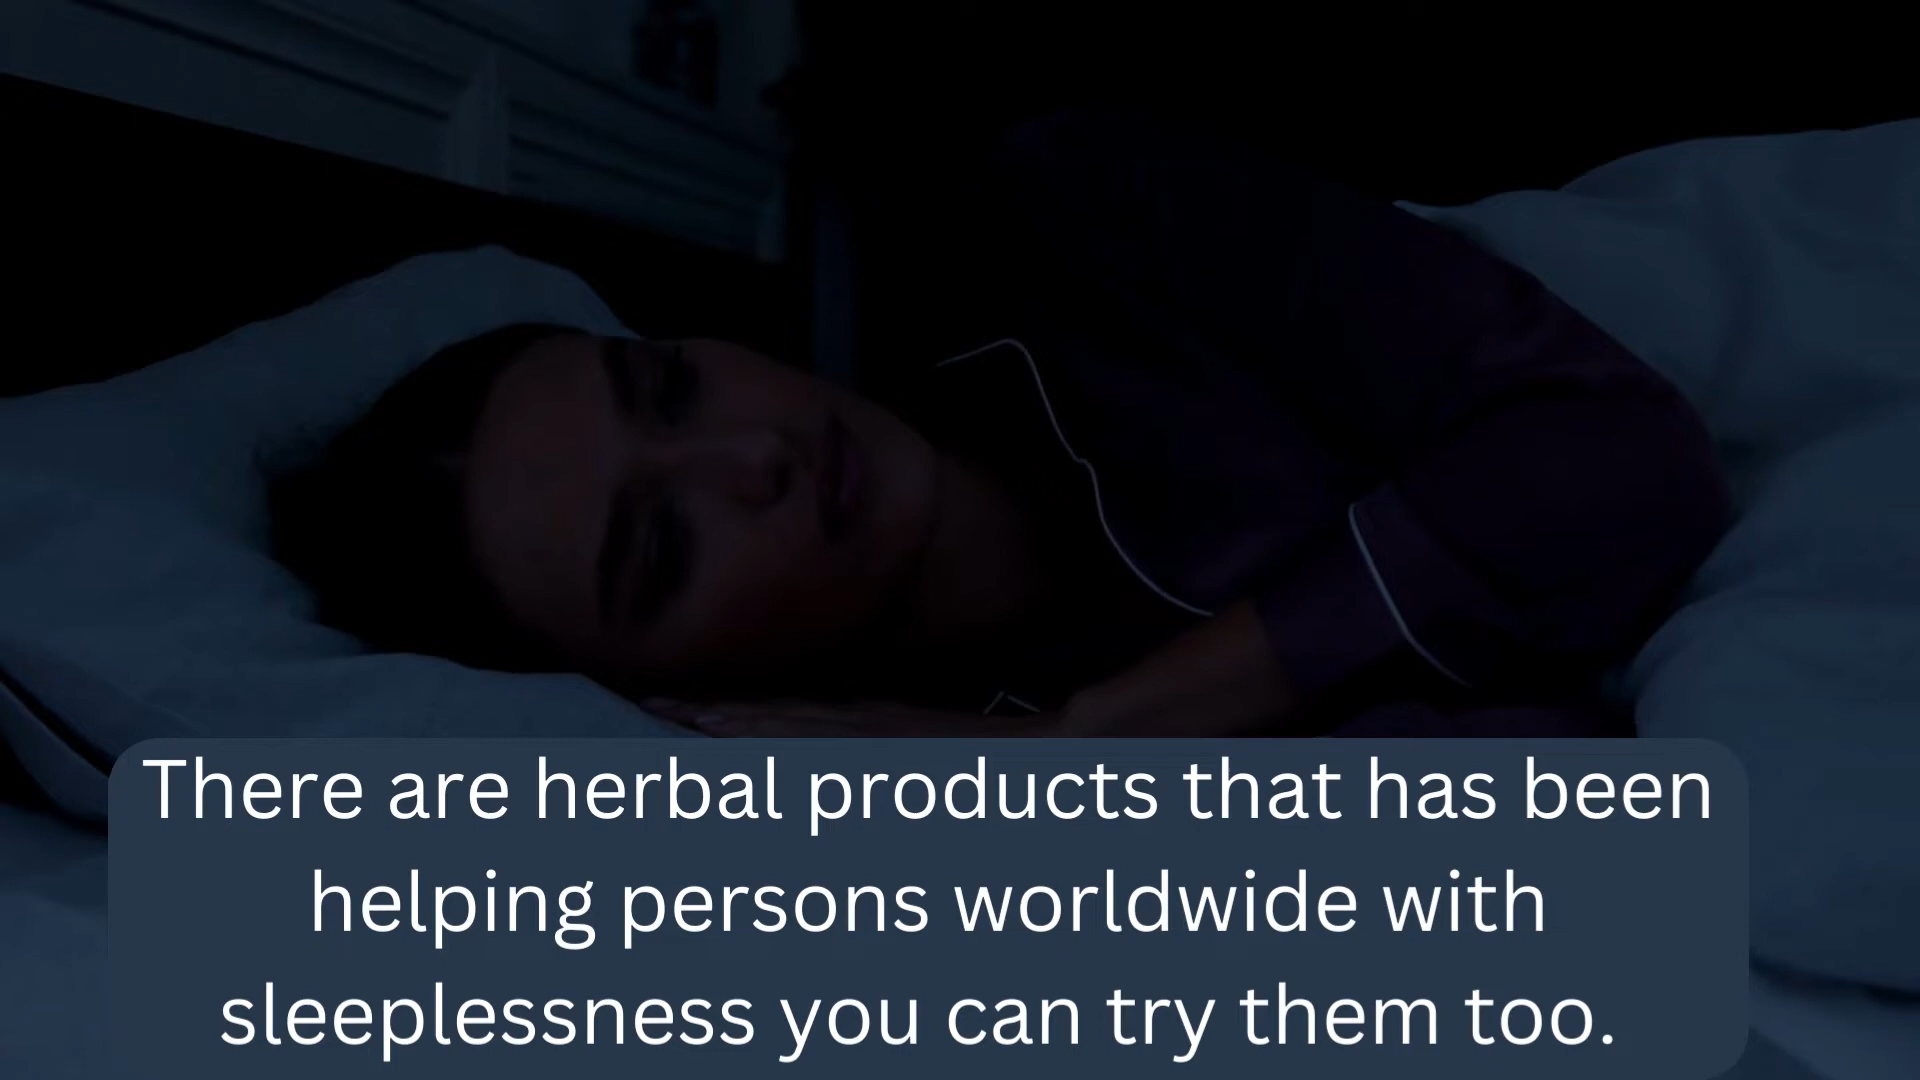 There are herbal products that has been
helping persons worldwide with
sleeplessness you can try them too.